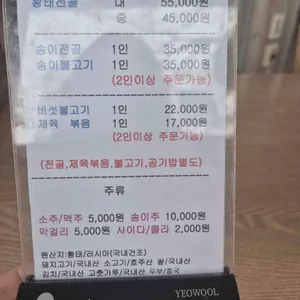 황태전골 대 55,000원
중 45,000원
송이전골 1인 35,000원
송이불고기 1인 35,000원
(2인이상 주문가능)
버섯불고기 1인 22,000원
제육 볶음 1인 17,000원
(2인이상 주문가능)
(전골,제육볶음,불고기,공기밥별도)
주류
소주/맥주 5,000원 송이주 10,000원
막걸리 5,000원 사이다/콜라 2,000원
원산지:황태/러시아(국내건조)
돼지고기/국내산 소고기/호주산 쌀/국내산
김치/국내산 고춧가루/국내산 두부/중국
YEOWOOL